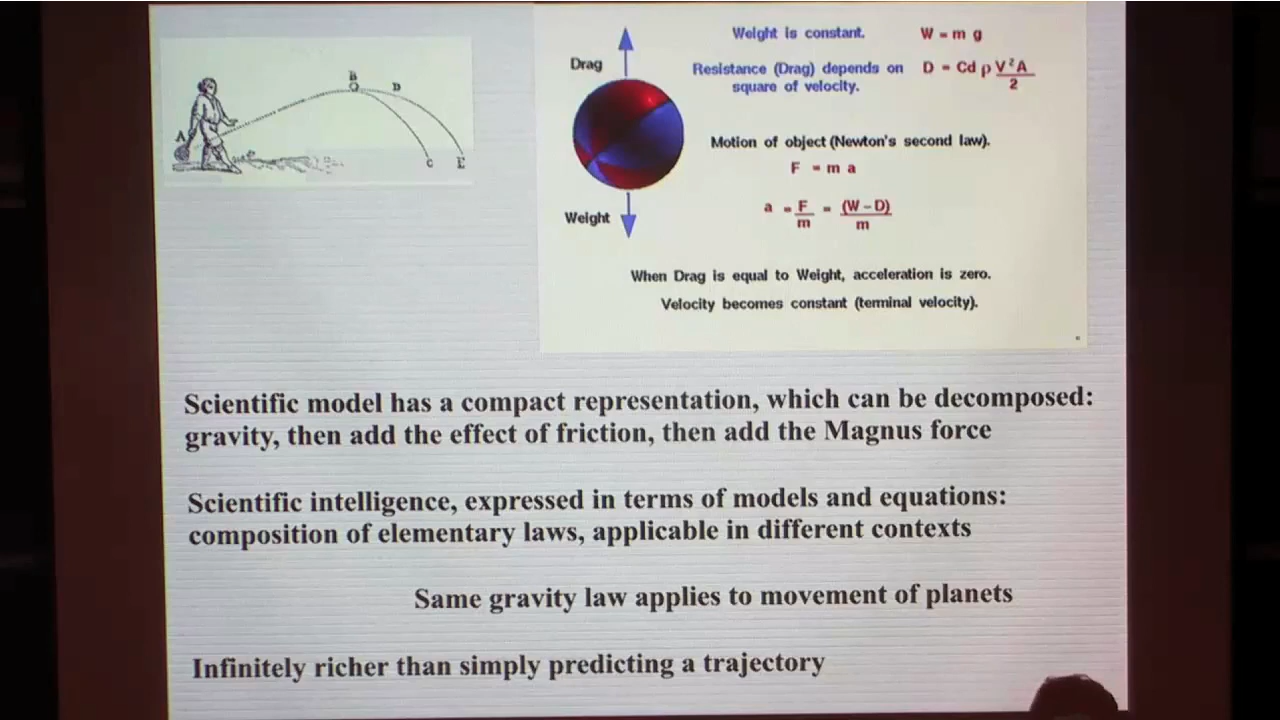 A
B
D
C
E
Drag
Weight
Weight is constant. W = m g
Resistance (Drag) depends on D = Cd ρ V²A
square of velocity. 2
Motion of object (Newton's second law).
F = m a
a = F = (W – D)
m m
When Drag is equal to Weight, acceleration is zero.
Velocity becomes constant (terminal velocity).
Scientific model has a compact representation, which can be decomposed:
gravity, then add the effect of friction, then add the Magnus force
Scientific intelligence, expressed in terms of models and equations:
composition of elementary laws, applicable in different contexts
Same gravity law applies to movement of planets
Infinitely richer than simply predicting a trajectory